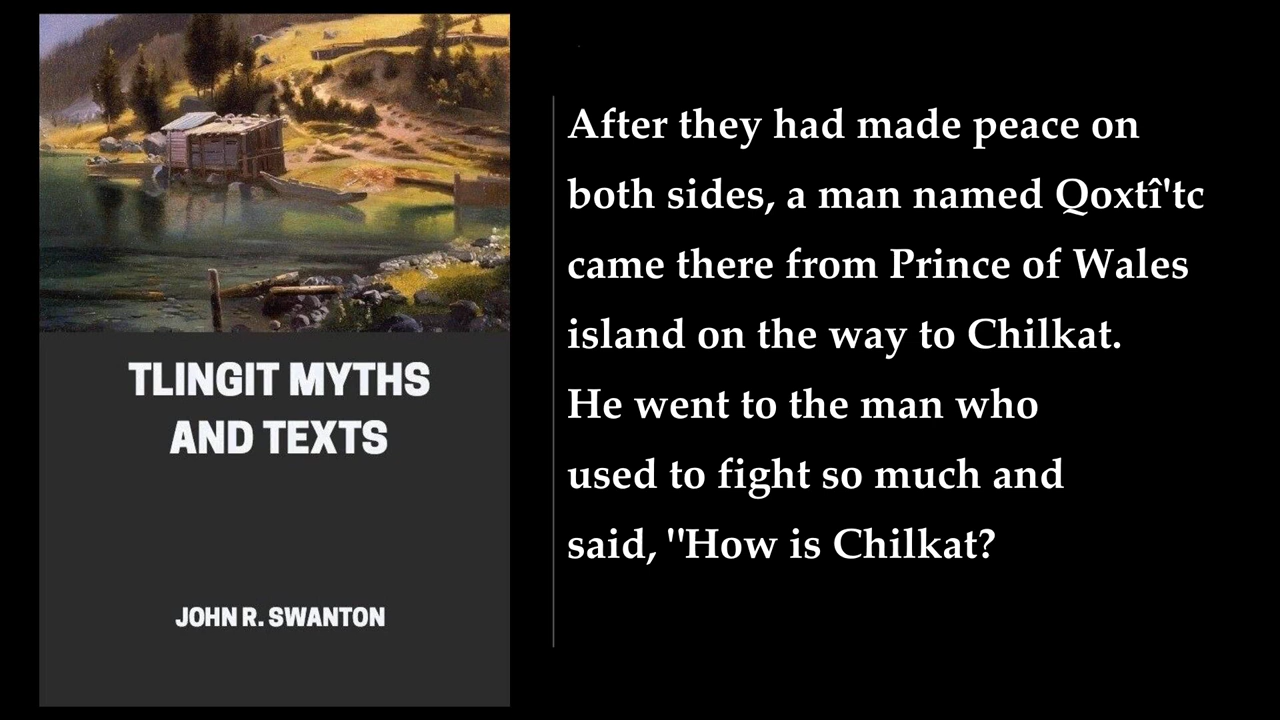 TLINGIT MYTHS
AND TEXTS
JOHN R. SWANTON
After they had made peace on
both sides, a man named Qoxtî'tc
came there from Prince of Wales
island on the way to Chilkat.
He went to the man who
used to fight so much and
said, "How is Chilkat?